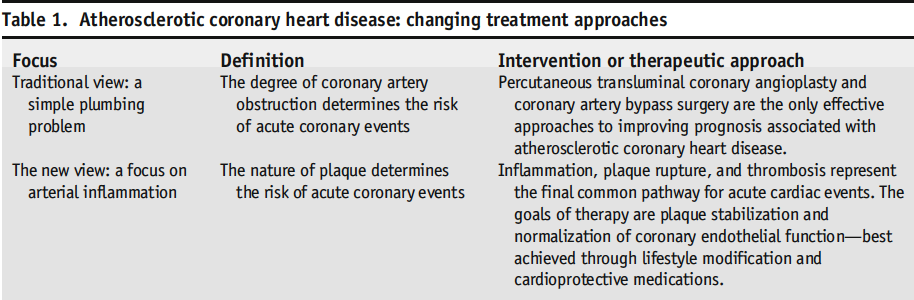 Table 1. Atherosclerotic coronary heart disease: changing treatment approaches
Focus Definition Intervention or therapeutic approach
Traditional view: a
simple plumbing
problem
The degree of coronary artery
obstruction determines the risk
of acute coronary events
Percutaneous transluminal coronary angioplasty and
coronary artery bypass surgery are the only effective
approaches to improving prognosis associated with
atherosclerotic coronary heart disease.
The new view: a focus on
arterial inflammation
The nature of plaque determines
the risk of acute coronary events
Inflammation, plaque rupture, and thrombosis represent
the final common pathway for acute cardiac events. The
goals of therapy are plaque stabilization and
normalization of coronary endothelial function—best
achieved through lifestyle modification and
cardioprotective medications.